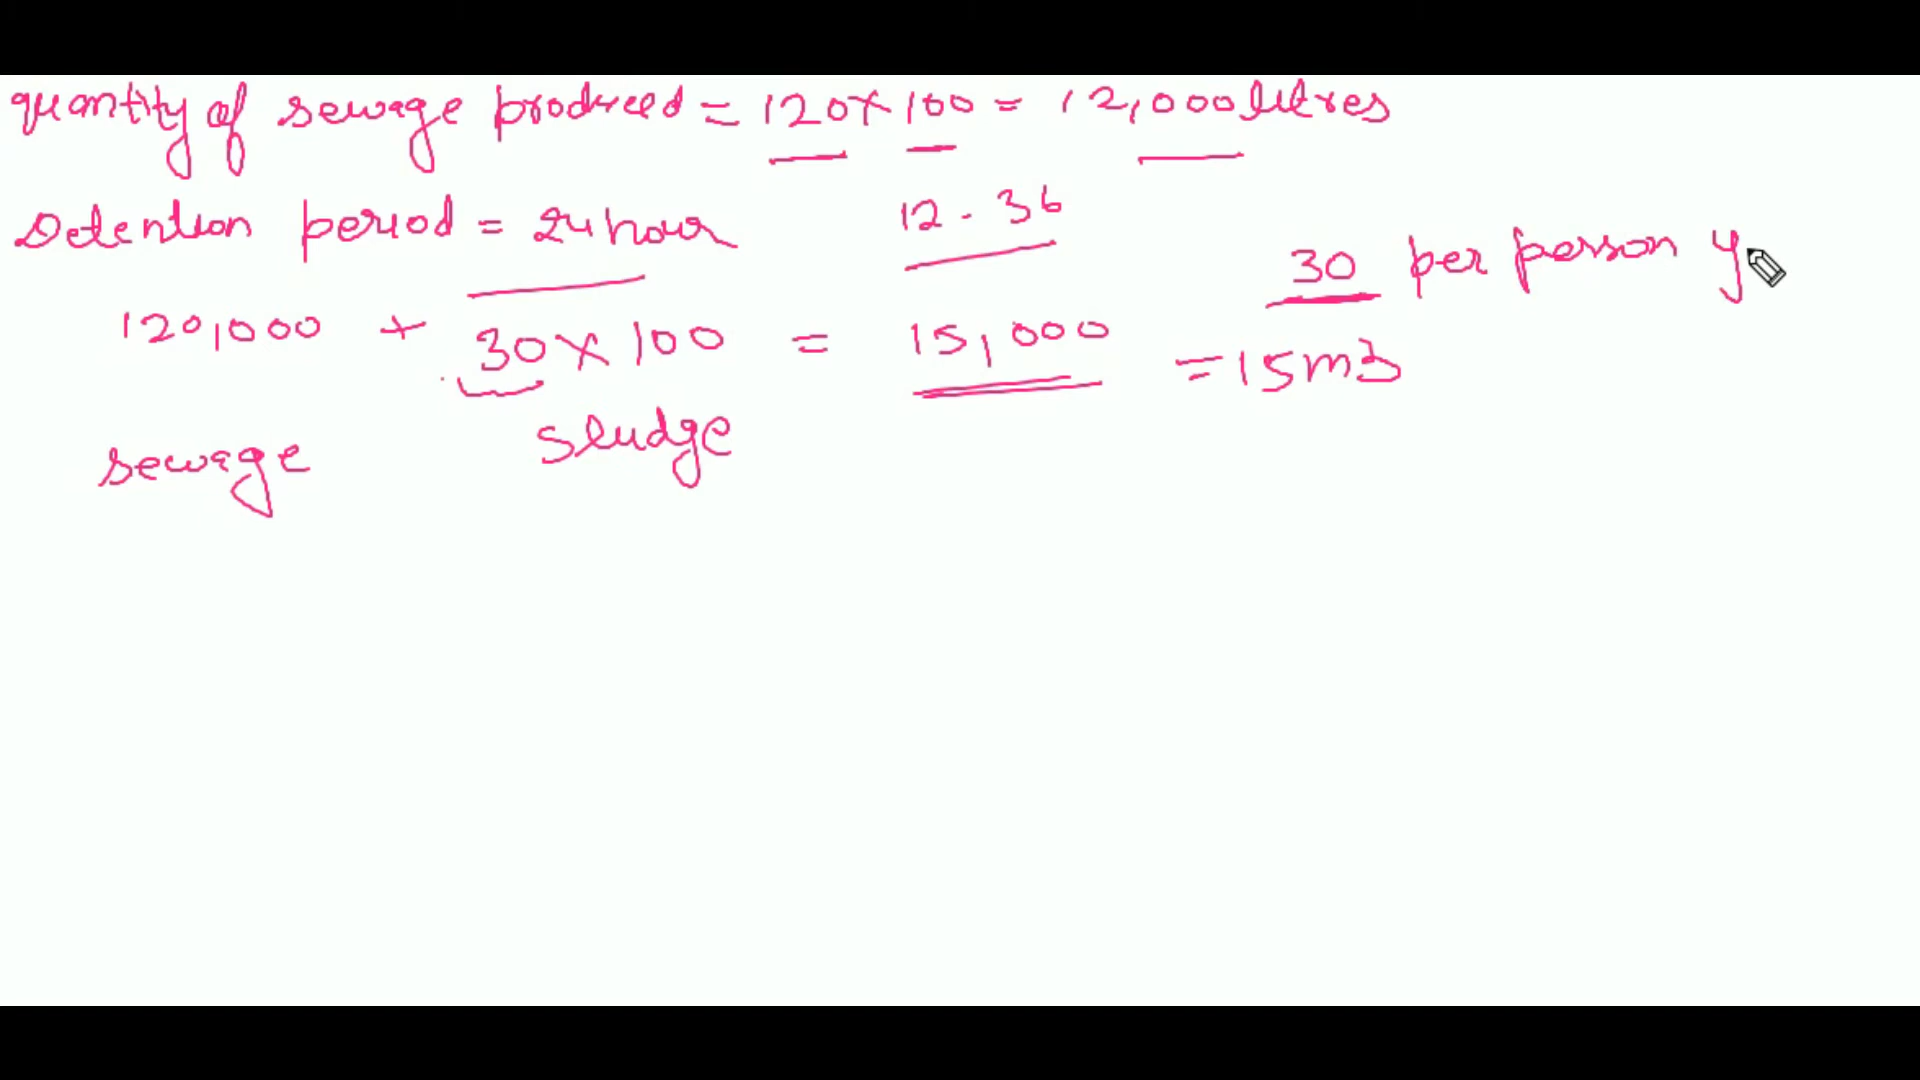 quantity of sewage produced = 120 x 100 = 12,000 litres
Detention period = 24 hour
12 - 36
30 per person y
120,000 + 30 x 100 = 15,000 = 15m3
sewage
sludge